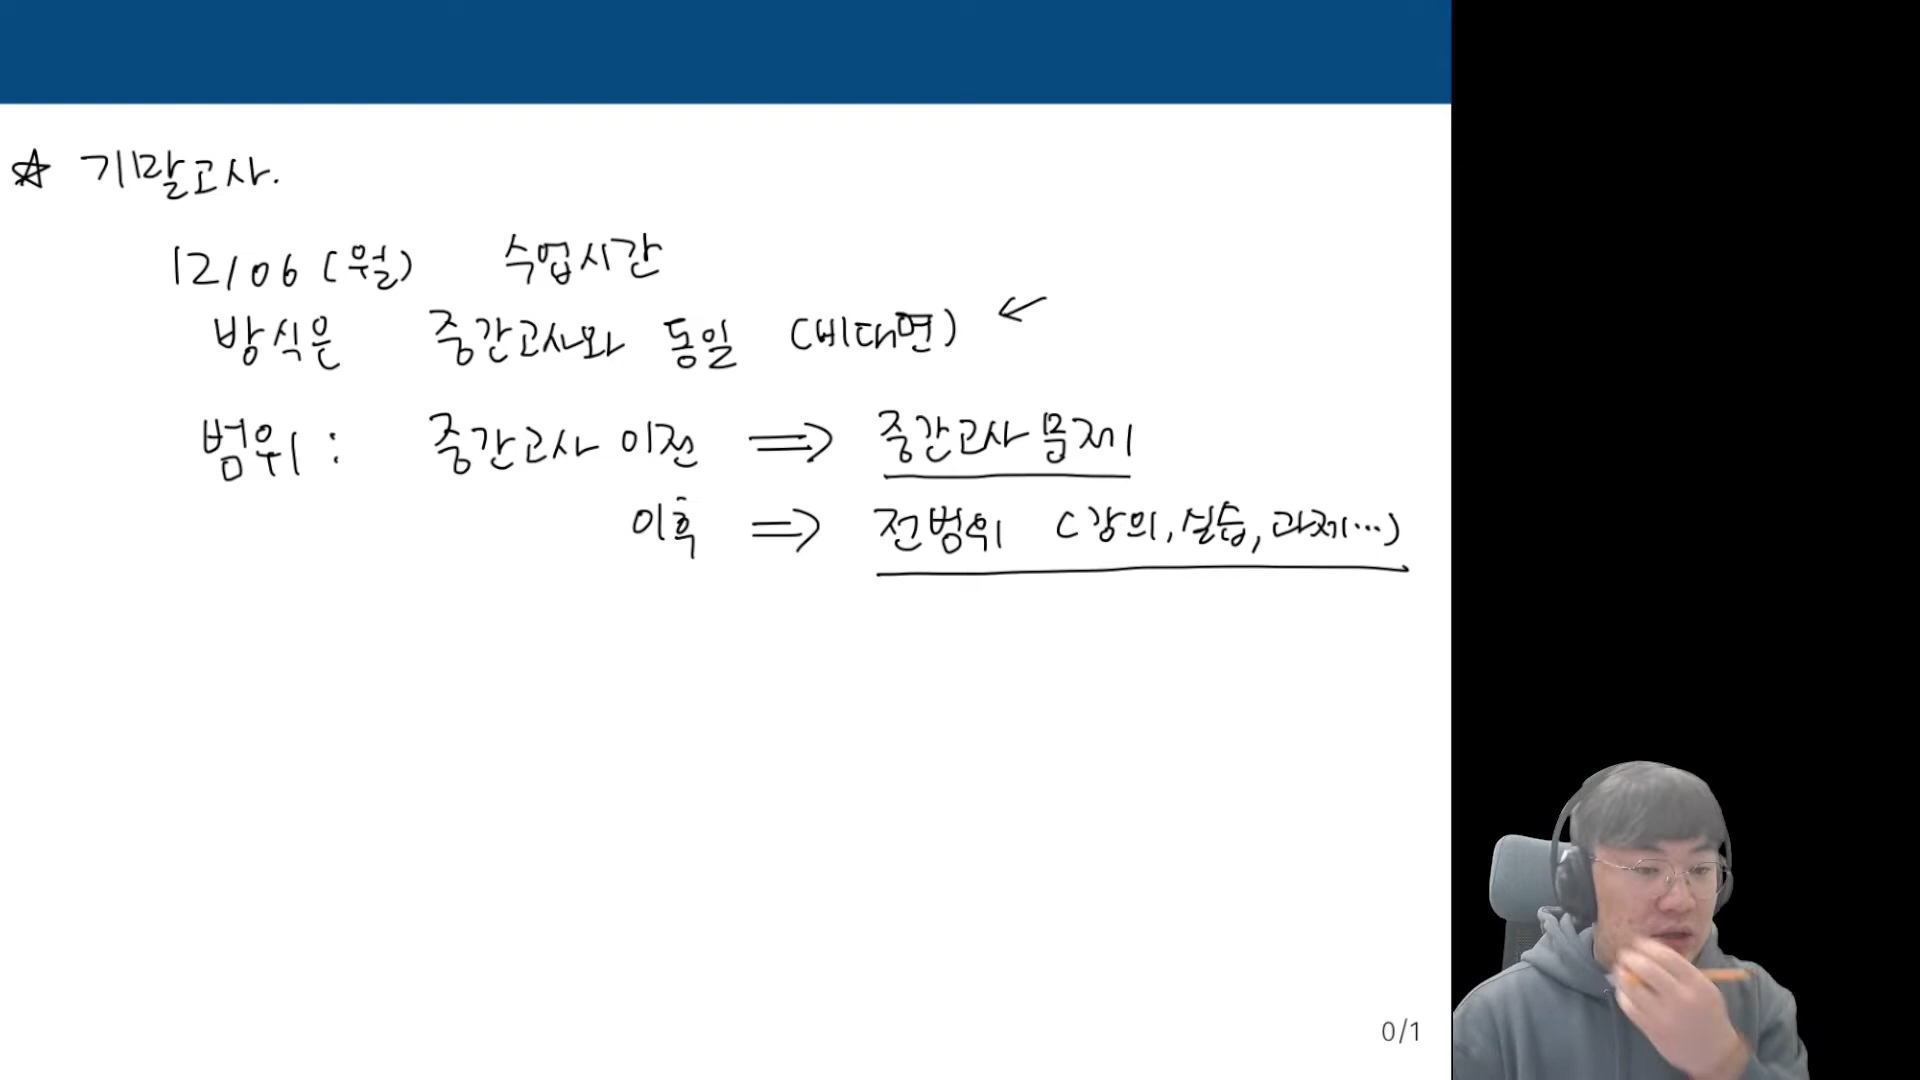 ☆ 기말고사.
12/06 (월) 수업시간
방식은 중간고사와 동일 (비대면) ←
범위 : 중간고사 이전 ⇒ 중간고사 문제
이후 ⇒ 전범위 (강의, 실습, 과제…)
0/1